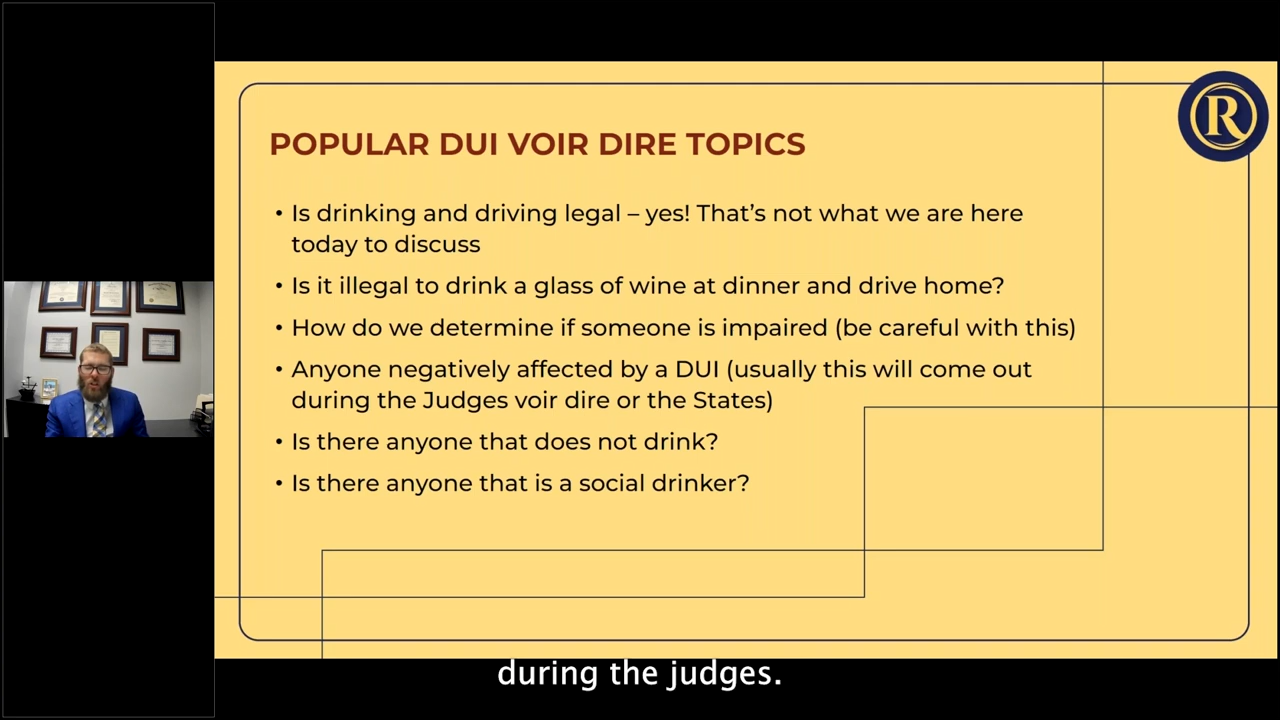 R
POPULAR DUI VOIR DIRE TOPICS
• Is drinking and driving legal – yes! That’s not what we are here
today to discuss
• Is it illegal to drink a glass of wine at dinner and drive home?
• How do we determine if someone is impaired (be careful with this)
• Anyone negatively affected by a DUI (usually this will come out
during the Judges voir dire or the States)
• Is there anyone that does not drink?
• Is there anyone that is a social drinker?
during the judges.